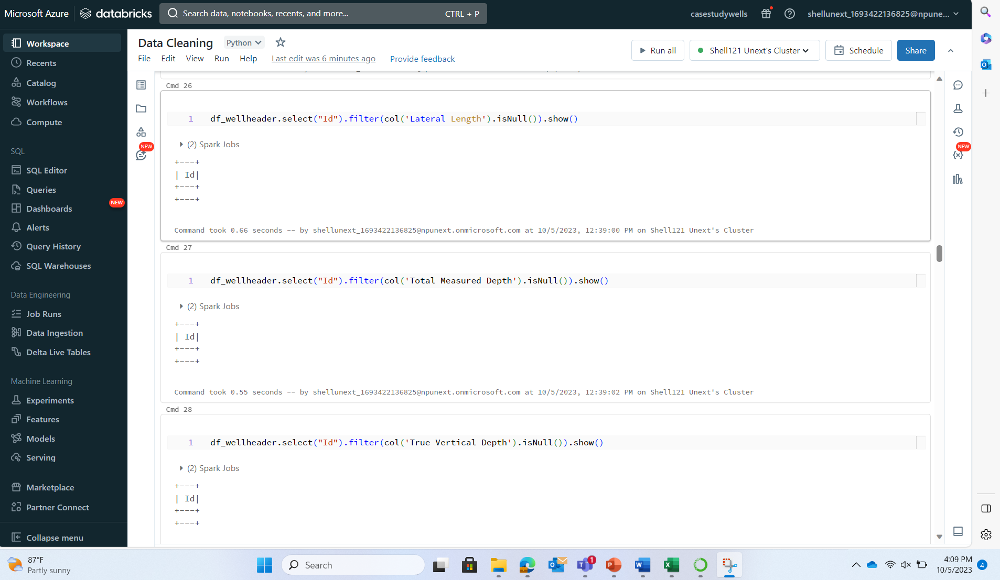 Microsoft Azure
databricks
Search data, notebooks, recents, and more...
CTRL + P
casestudywells
shellunext_1693422136825@npune...
Workspace
Recents
Catalog
Workflows
Compute
SQL
SQL Editor
Queries
Dashboards
NEW
Alerts
Query History
SQL Warehouses
Data Engineering
Job Runs
Data Ingestion
Delta Live Tables
Machine Learning
Experiments
Features
Models
Serving
Marketplace
Partner Connect
Collapse menu
Data Cleaning
Python
File Edit View Run Help Last edit was 6 minutes ago Provide feedback
Run all
Shell121 Unext's Cluster
Schedule
Share
NEW
NEW
Cmd 26
1 df_wellheader.select("Id").filter(col('Lateral Length').isNull()).show()
(2) Spark Jobs
+---+
| Id|
+---+
+---+
Command took 0.66 seconds -- by shellunext_1693422136825@npunext.onmicrosoft.com at 10/5/2023, 12:39:00 PM on Shell121 Unext's Cluster
Cmd 27
1 df_wellheader.select("Id").filter(col('Total Measured Depth').isNull()).show()
(2) Spark Jobs
+---+
| Id|
+---+
+---+
Command took 0.55 seconds -- by shellunext_1693422136825@npunext.onmicrosoft.com at 10/5/2023, 12:39:02 PM on Shell121 Unext's Cluster
Cmd 28
1 df_wellheader.select("Id").filter(col('True Vertical Depth').isNull()).show()
(2) Spark Jobs
+---+
| Id|
+---+
+---+
87°F
Partly sunny
Search
1
4:09 PM
10/5/2023
4